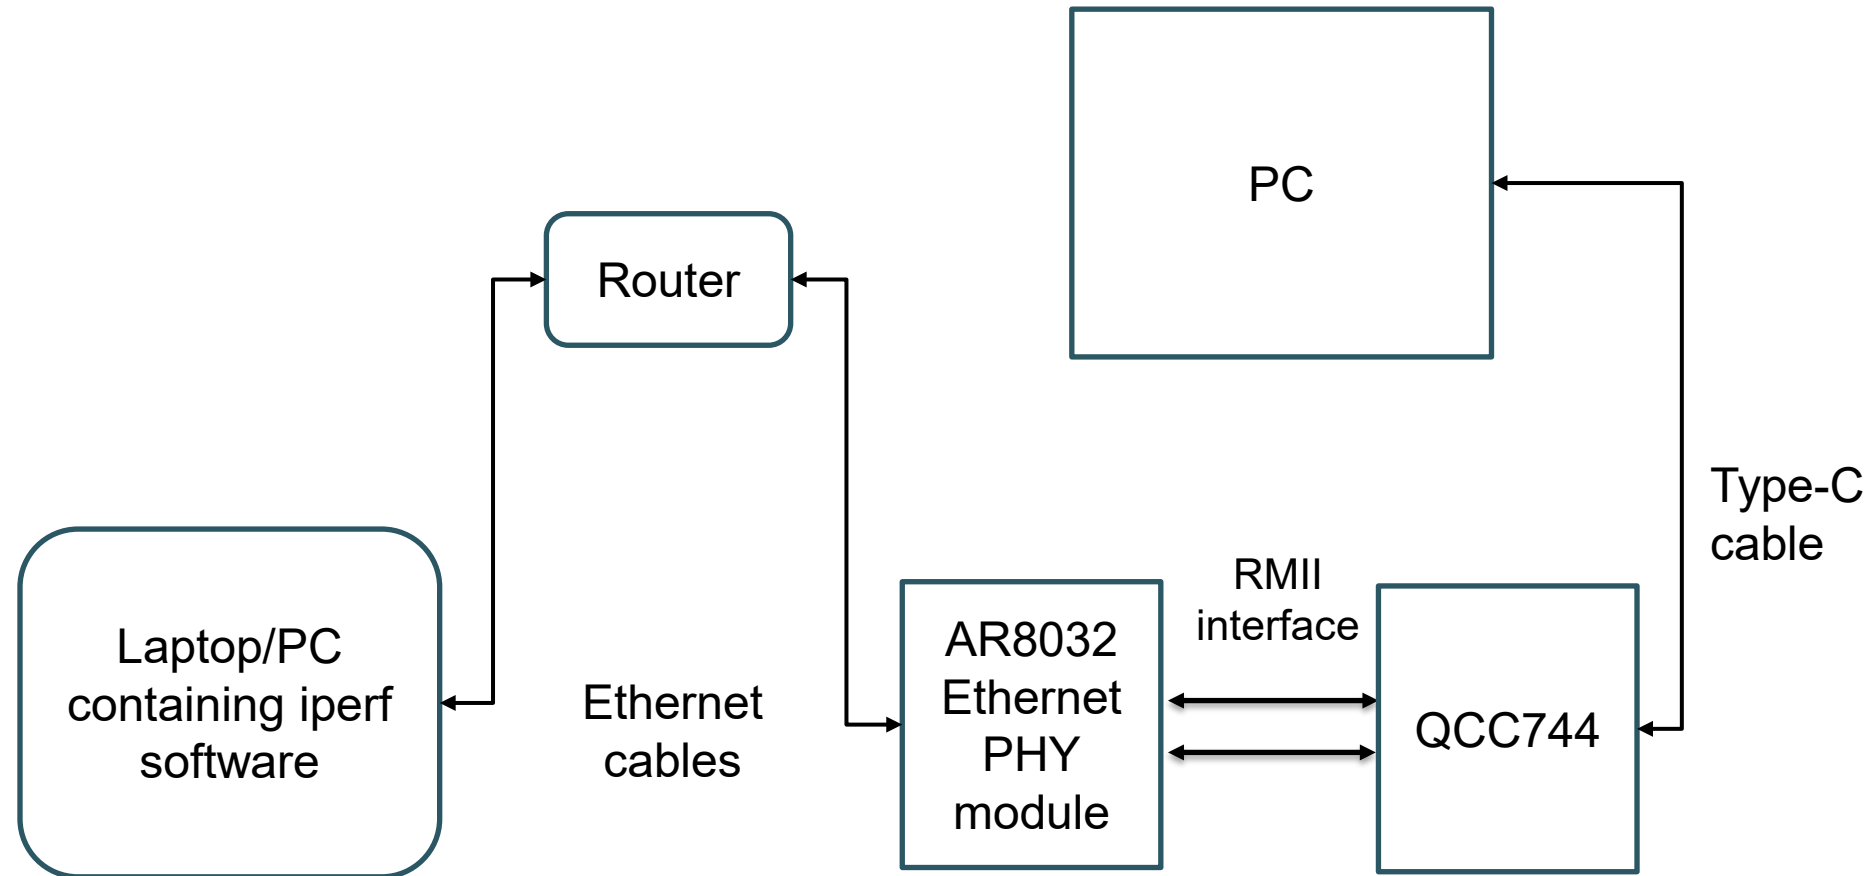 PC
Router
Type-C
cable
RMII
interface
Laptop/PC
containing iperf
software
Ethernet
cables
AR8032
Ethernet
PHY
module
QCC744